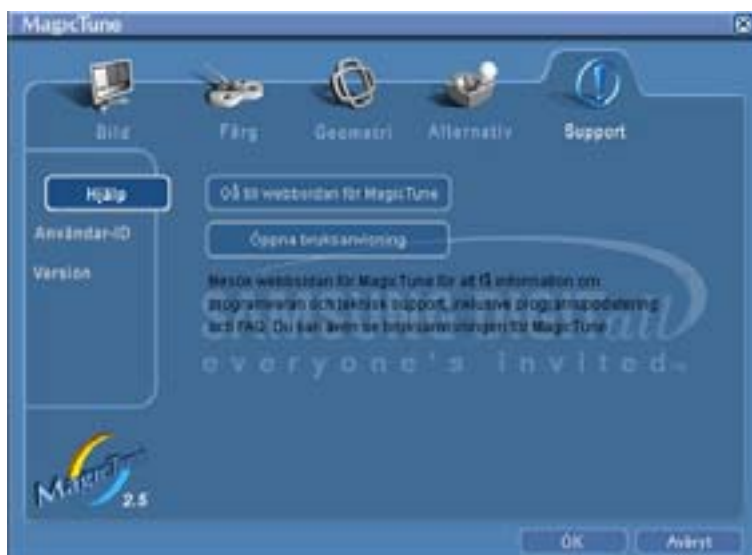 MagicTune
Bild Färg Geometri Alternativ Support
Hjälp
Användar-ID
Version
Gå till webbsidan för MagicTune
Öppna bruksanvisning
Besök webbsidan för MagicTune för att få information om
programvaran och teknisk support, inklusive programuppdatering
och FAQ. Du kan även se bruksanvisningen för MagicTune
everyone's invited
MagicTune
2.5
OK Avbryt